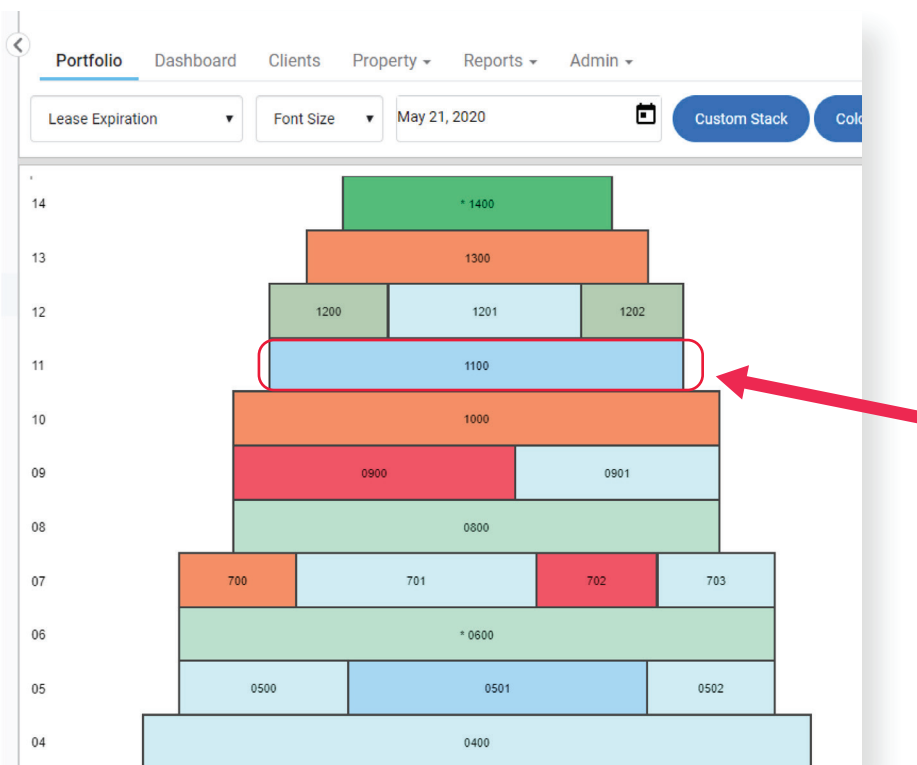 Portfolio Dashboard Clients Property Reports Admin
Lease Expiration Font Size May 21, 2020 Custom Stack Colo
14 * 1400
13 1300
12 1200 1201 1202
11 1100
10 1000
09 0900 0901
08 0800
07 700 701 702 703
06 * 0600
05 0500 0501 0502
04 0400